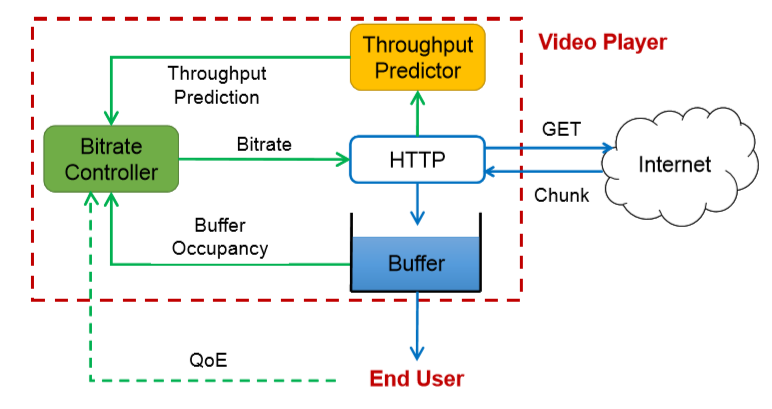 Throughput
Predictor
Video Player
Throughput
Prediction
Bitrate
Controller
Bitrate
HTTP
GET
Internet
Chunk
Buffer
Occupancy
Buffer
QoE
End User